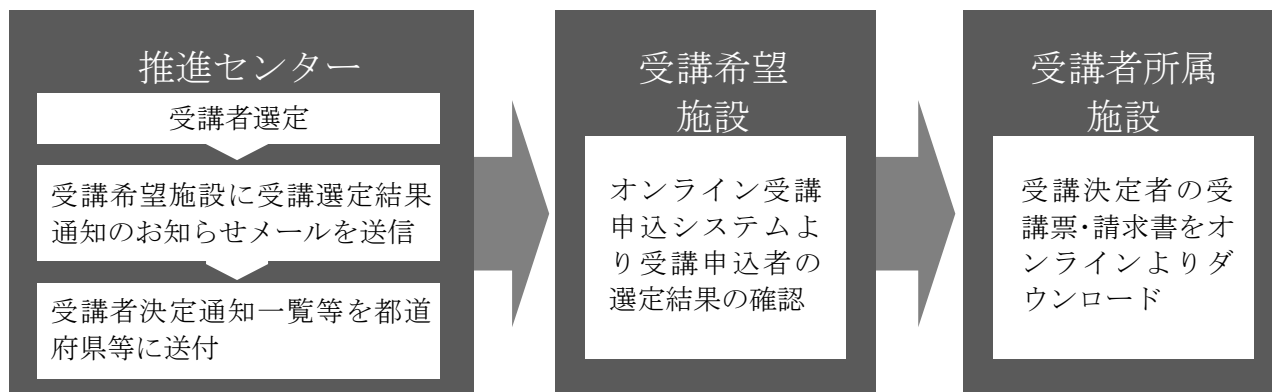 推進センター
受講者選定
受講希望施設に受講選定結果
通知のお知らせメールを送信
受講者決定通知一覧等を都道
府県等に送付
受講希望
施設
オンライン受講
申込システムよ
り受講申込者の
選定結果の確認
受講者所属
施設
受講決定者の受
講票・請求書をオ
ンラインよりダ
ウンロード